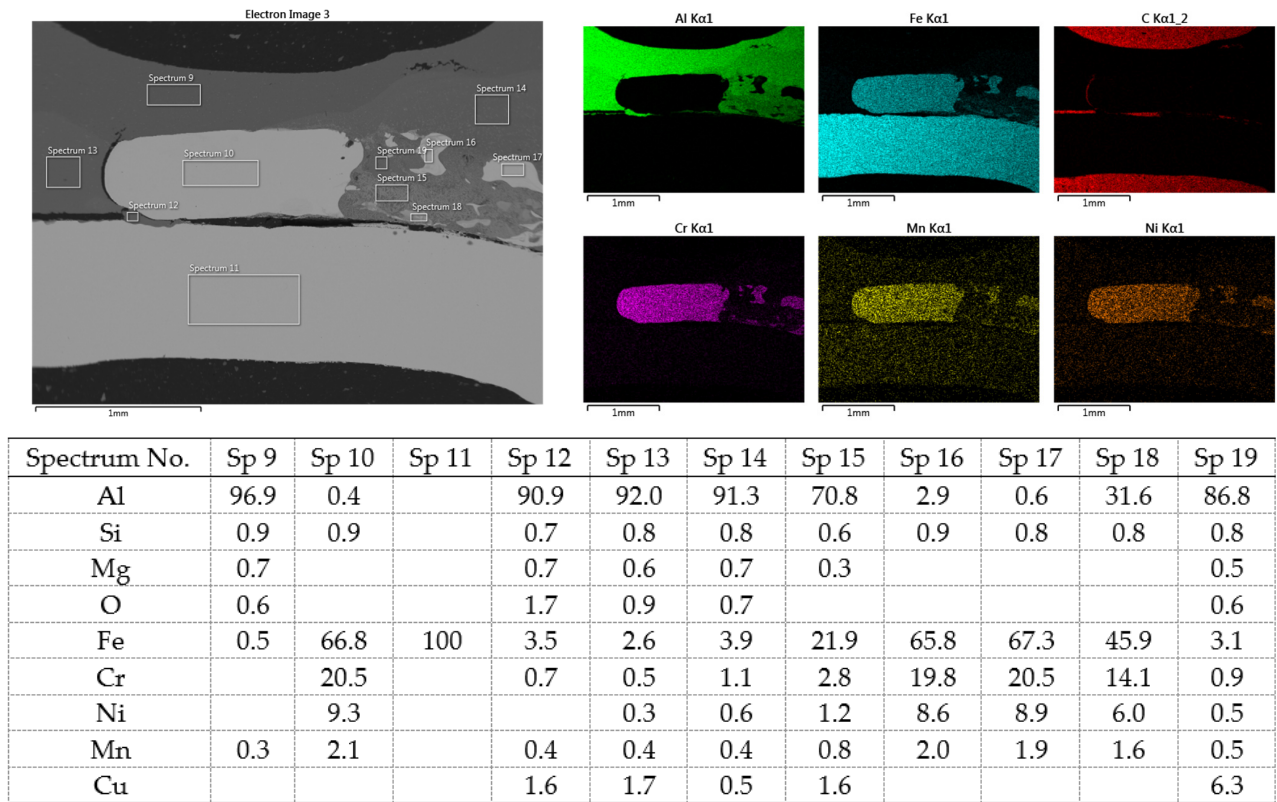 Electron Image 3
Spectrum 9
Spectrum 14
Spectrum 13
Spectrum 10
Spectrum 19
Spectrum 16
Spectrum 17
Spectrum 15
Spectrum 12
Spectrum 18
Spectrum 11
1mm
Al Kα1
Fe Kα1
C Kα1_2
1mm
1mm
1mm
Cr Kα1
Mn Kα1
Ni Kα1
1mm
1mm
1mm
Spectrum No. Sp 9 Sp 10 Sp 11 Sp 12 Sp 13 Sp 14 Sp 15 Sp 16 Sp 17 Sp 18 Sp 19
Al 96.9 0.4 90.9 92.0 91.3 70.8 2.9 0.6 31.6 86.8
Si 0.9 0.9 0.7 0.8 0.8 0.6 0.9 0.8 0.8 0.8
Mg 0.7 0.7 0.6 0.7 0.3 0.5
O 0.6 1.7 0.9 0.7 0.6
Fe 0.5 66.8 100 3.5 2.6 3.9 21.9 65.8 67.3 45.9 3.1
Cr 20.5 0.7 0.5 1.1 2.8 19.8 20.5 14.1 0.9
Ni 9.3 0.3 0.6 1.2 8.6 8.9 6.0 0.5
Mn 0.3 2.1 0.4 0.4 0.4 0.8 2.0 1.9 1.6 0.5
Cu 1.6 1.7 0.5 1.6 6.3